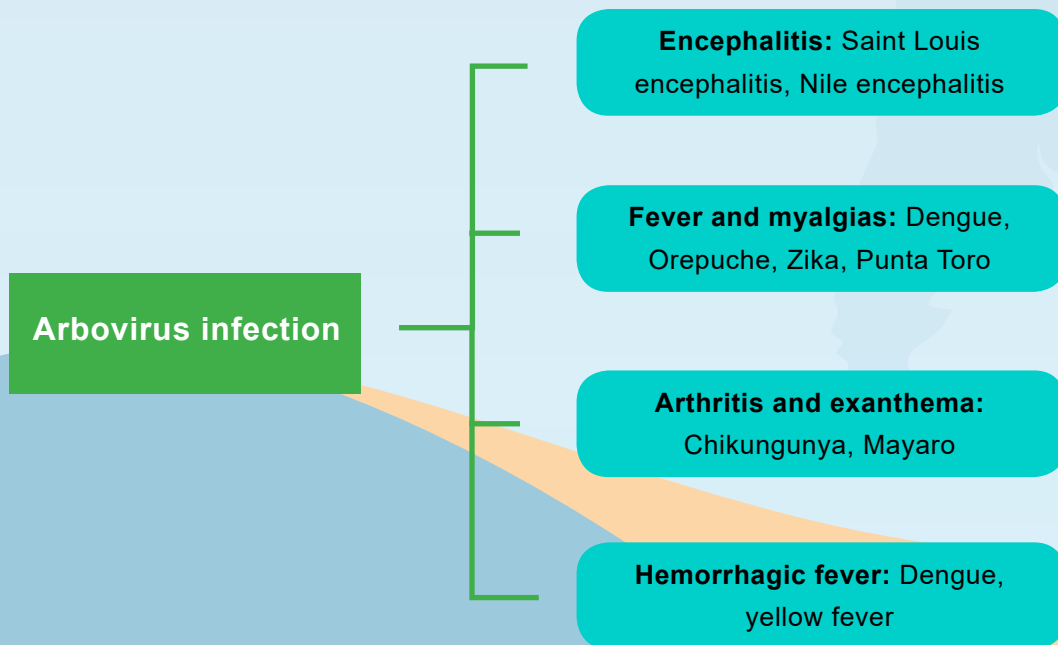 Encephalitis: Saint Louis
encephalitis, Nile encephalitis
Fever and myalgias: Dengue,
Orepuche, Zika, Punta Toro
Arbovirus infection
Arthritis and exanthema:
Chikungunya, Mayaro
Hemorrhagic fever: Dengue,
yellow fever